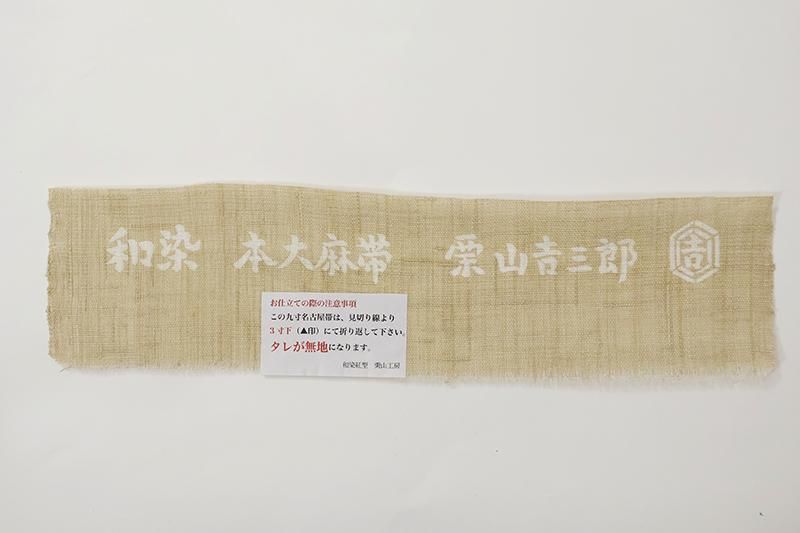 和染 本大麻帯 栗山吉三郎 吉
お仕立ての際の注意事項
この九寸名古屋帯は、見切り線より
3寸下（▲印）にて折り返して下さい。
タレが無地になります。
和染紅型 栗山工房